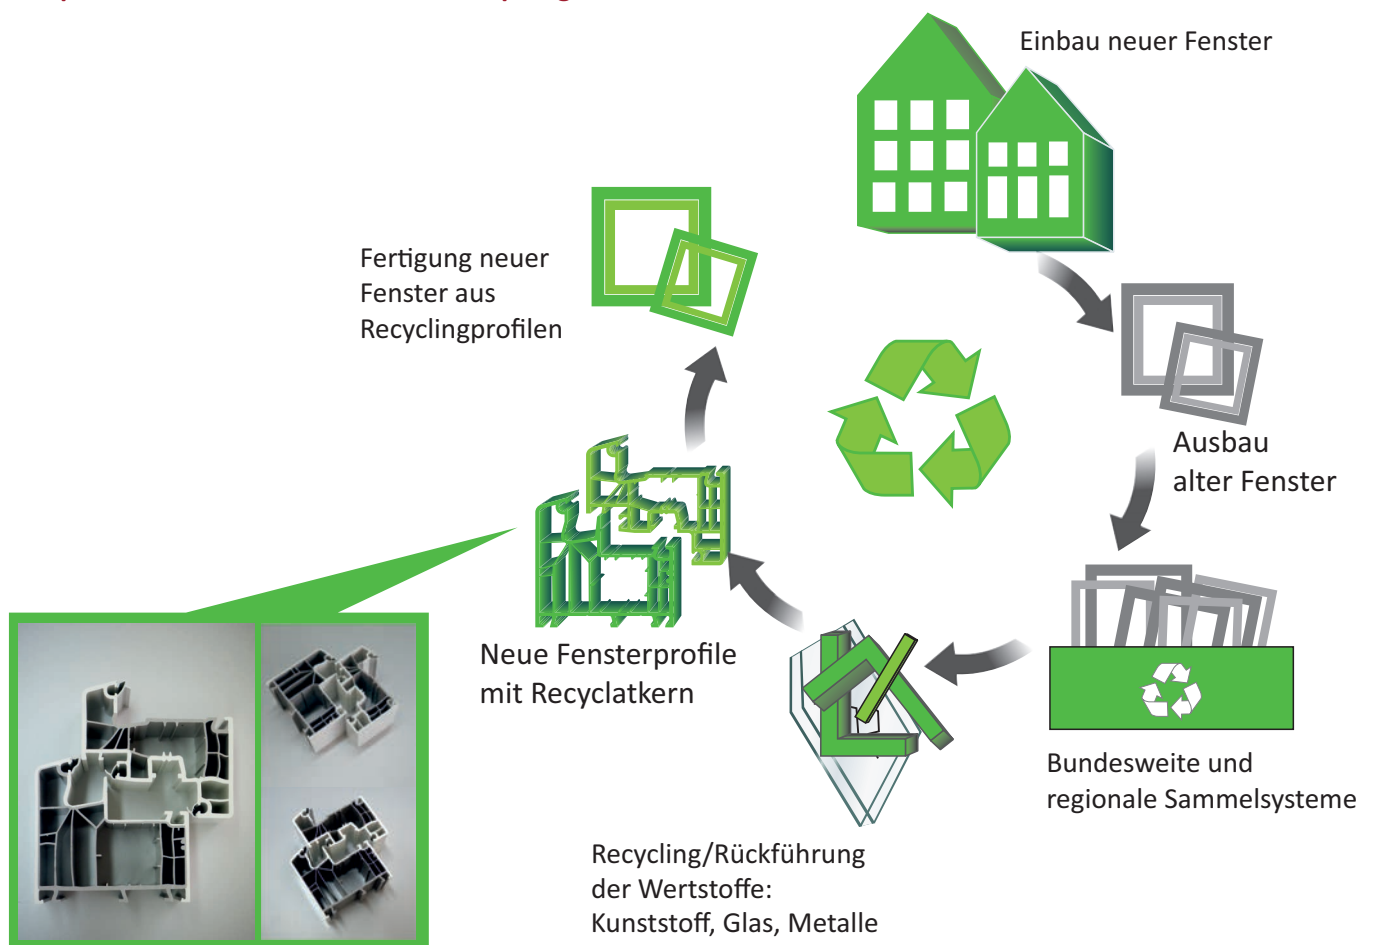 Einbau neuer Fenster
Fertigung neuer
Fenster aus
Recyclingprofilen
Ausbau
alter Fenster
Neue Fensterprofile
mit Recyclatkern
Bundesweite und
regionale Sammelsysteme
Recycling/Rückführung
der Wertstoffe:
Kunststoff, Glas, Metalle